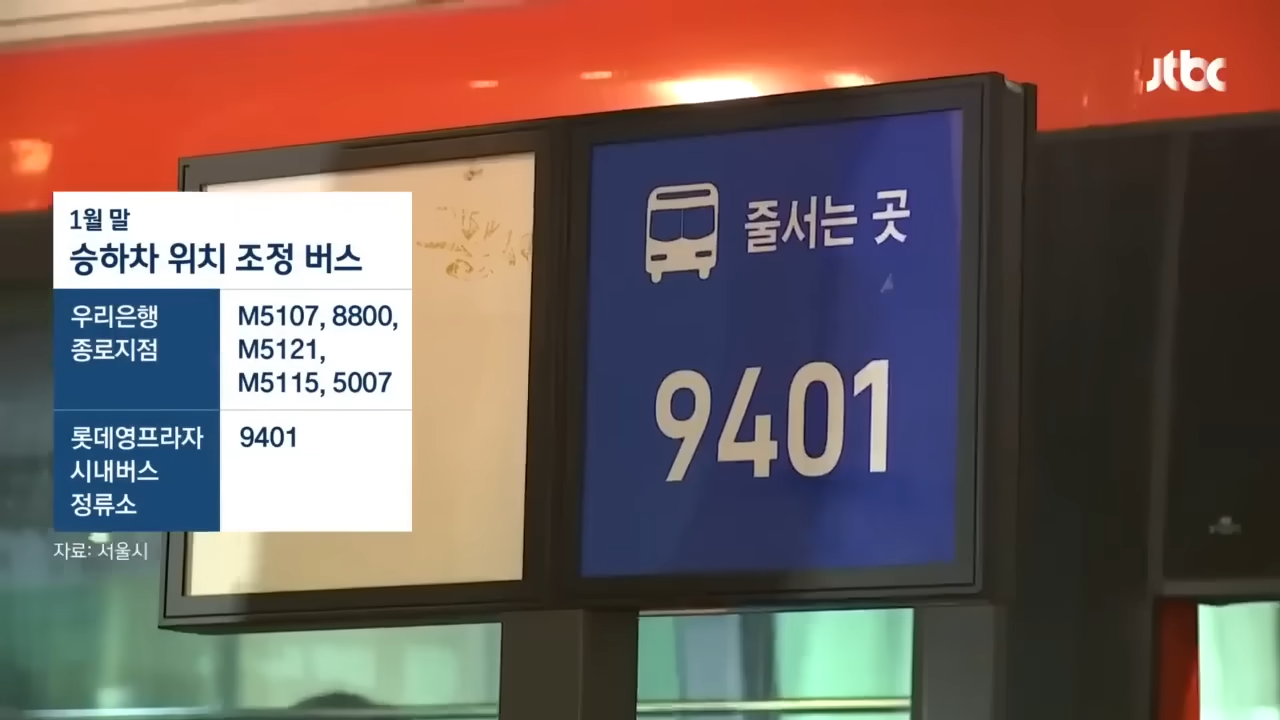 jtbc
1월 말
승하차 위치 조정 버스
우리은행
종로지점
M5107, 8800,
M5121,
M5115, 5007
롯데영프라자
시내버스
정류소
9401
자료: 서울시
줄서는 곳
9401